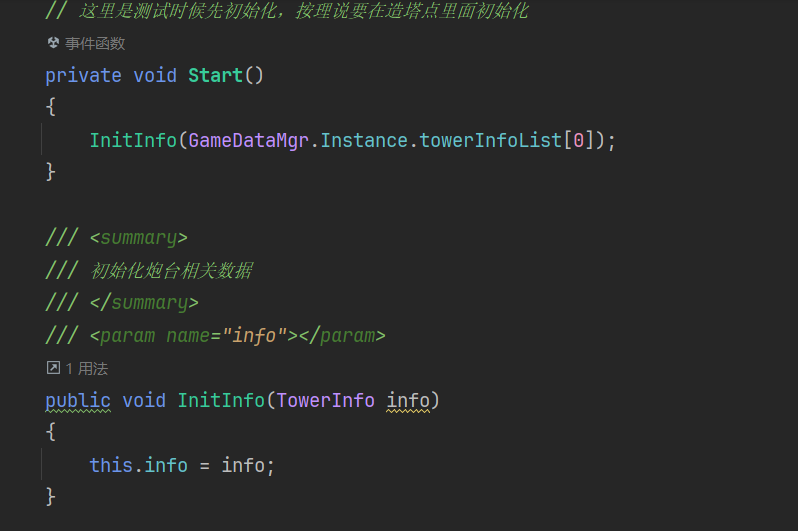 // 这里是测试时候先初始化，按理说要在造塔点里面初始化
事件函数
private void Start()
{
InitInfo(GameDataMgr.Instance.towerInfoList[0]);
}
/// <summary>
/// 初始化炮台相关数据
/// </summary>
/// <param name="info"></param>
1 用法
public void InitInfo(TowerInfo info)
{
this.info = info;
}